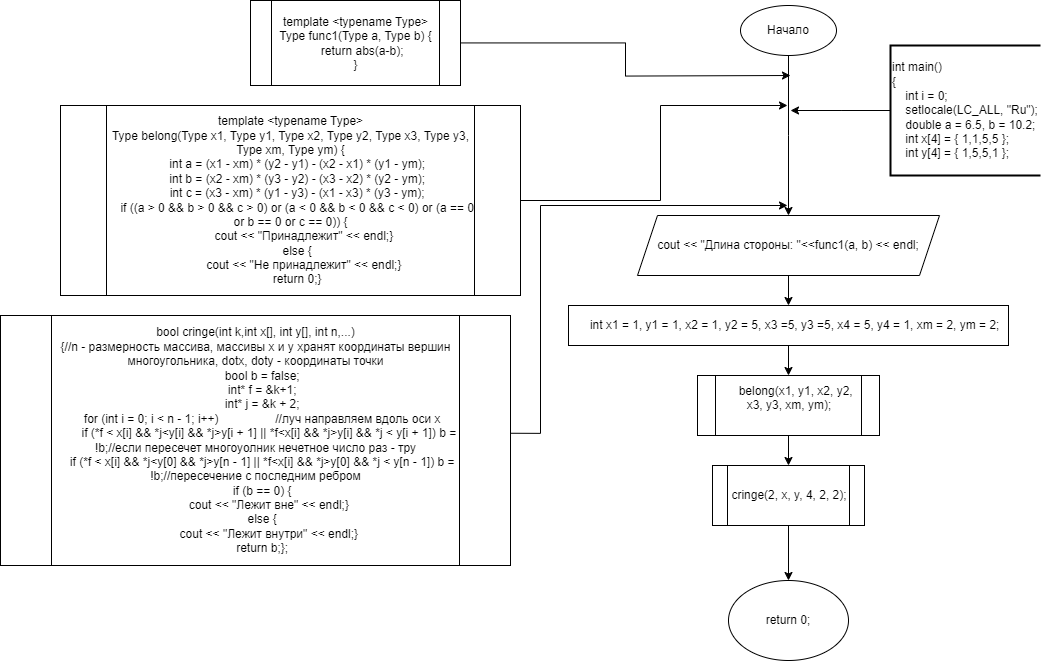 template <typename Type>
Type func1(Type a, Type b) {
return abs(a-b);
}
Начало
int main()
{
int i = 0;
setlocale(LC_ALL, "Ru");
double a = 6.5, b = 10.2;
int x[4] = { 1,1,5,5 };
int y[4] = { 1,5,5,1 };
template <typename Type>
Type belong(Type x1, Type y1, Type x2, Type y2, Type x3, Type y3,
Type xm, Type ym) {
int a = (x1 - xm) * (y2 - y1) - (x2 - x1) * (y1 - ym);
int b = (x2 - xm) * (y3 - y2) - (x3 - x2) * (y2 - ym);
int c = (x3 - xm) * (y1 - y3) - (x1 - x3) * (y3 - ym);
if ((a > 0 && b > 0 && c > 0) or (a < 0 && b < 0 && c < 0) or (a == 0
or b == 0 or c == 0)) {
cout << "Принадлежит" << endl;}
else {
cout << "Не принадлежит" << endl;}
return 0;}
cout << "Длина стороны: "<<func1(a, b) << endl;
int x1 = 1, y1 = 1, x2 = 1, y2 = 5, x3 =5, y3 =5, x4 = 5, y4 = 1, xm = 2, ym = 2;
bool cringe(int k,int x[], int y[], int n,...)
{//n - размерность массива, массивы x и y хранят координаты вершин
многоугольника, dotx, doty - координаты точки
bool b = false;
int* f = &k+1;
int* j = &k + 2;
for (int i = 0; i < n - 1; i++) //луч направляем вдоль оси x
if (*f < x[i] && *j<y[i] && *j>y[i + 1] || *f<x[i] && *j>y[i] && *j < y[i + 1]) b =
!b;//если пересечет многоуолник нечетное число раз - тру
if (*f < x[i] && *j<y[0] && *j>y[n - 1] || *f<x[i] && *j>y[0] && *j < y[n - 1]) b =
!b;//пересечение с последним ребром
if (b == 0) {
cout << "Лежит вне" << endl;}
else {
cout << "Лежит внутри" << endl;}
return b;};
belong(x1, y1, x2, y2,
x3, y3, xm, ym);
cringe(2, x, y, 4, 2, 2);
return 0;